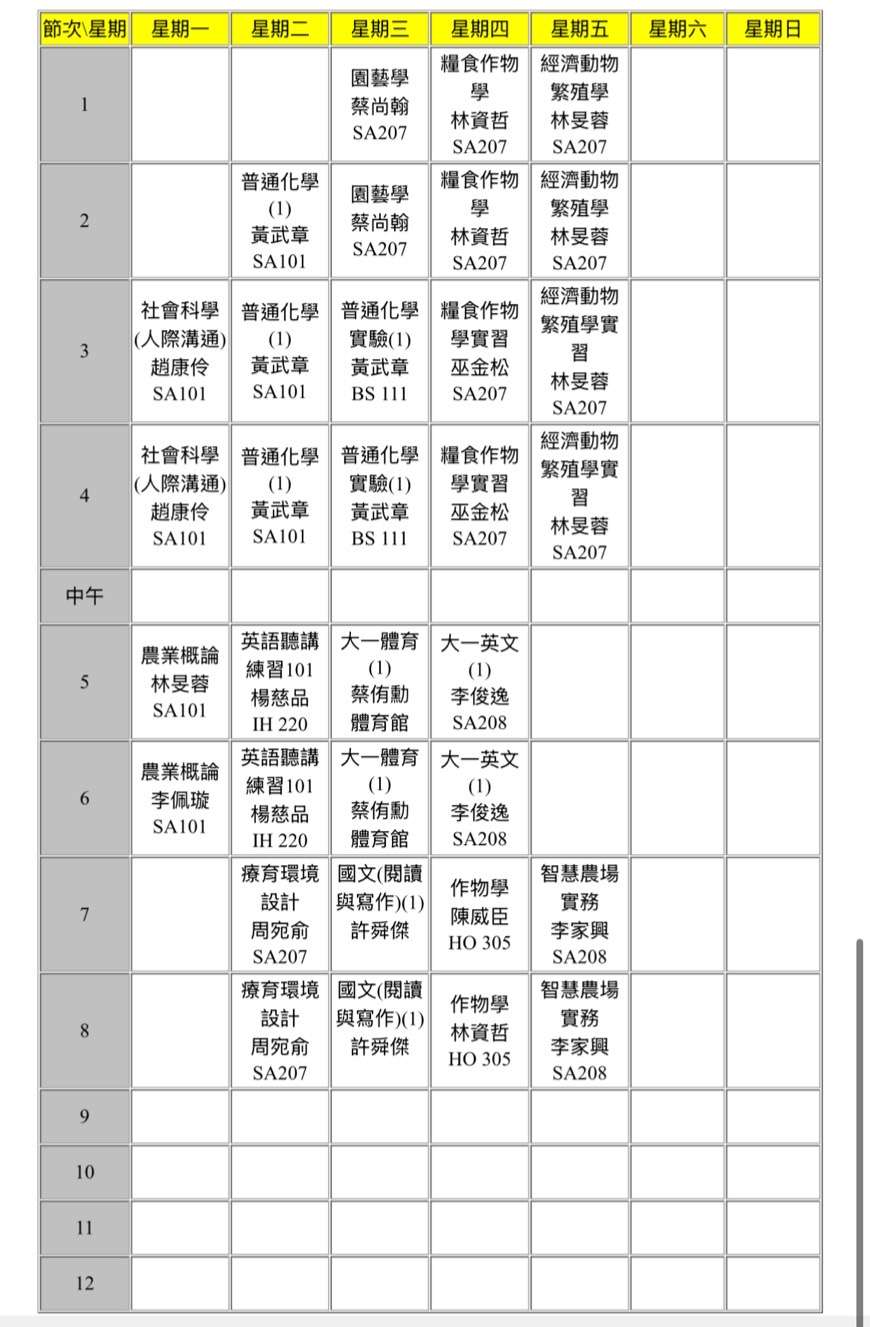 節次\星期 星期一 星期二 星期三 星期四 星期五 星期六 星期日
1
園藝學
蔡尚翰
SA207
糧食作物
學
林資哲
SA207
經濟動物
繁殖學
林旻蓉
SA207
2
普通化學
(1)
黃武章
SA101
園藝學
蔡尚翰
SA207
糧食作物
學
林資哲
SA207
經濟動物
繁殖學
林旻蓉
SA207
3
社會科學
(人際溝通)
趙康伶
SA101
普通化學
(1)
黃武章
SA101
普通化學
實驗(1)
黃武章
BS 111
糧食作物
學實習
巫金松
SA207
經濟動物
繁殖學實
習
林旻蓉
SA207
4
社會科學
(人際溝通)
趙康伶
SA101
普通化學
(1)
黃武章
SA101
普通化學
實驗(1)
黃武章
BS 111
糧食作物
學實習
巫金松
SA207
經濟動物
繁殖學實
習
林旻蓉
SA207
中午
5
農業概論
林旻蓉
SA101
英語聽講
練習101
楊慈品
IH 220
大一體育
(1)
蔡侑勳
體育館
大一英文
(1)
李俊逸
SA208
6
農業概論
李佩璇
SA101
英語聽講
練習101
楊慈品
IH 220
大一體育
(1)
蔡侑勳
體育館
大一英文
(1)
李俊逸
SA208
7
療育環境
設計
周宛俞
SA207
國文(閱讀
與寫作)(1)
許舜傑
作物學
陳威臣
HO 305
智慧農場
實務
李家興
SA208
8
療育環境
設計
周宛俞
SA207
國文(閱讀
與寫作)(1)
許舜傑
作物學
林資哲
HO 305
智慧農場
實務
李家興
SA208
9
10
11
12